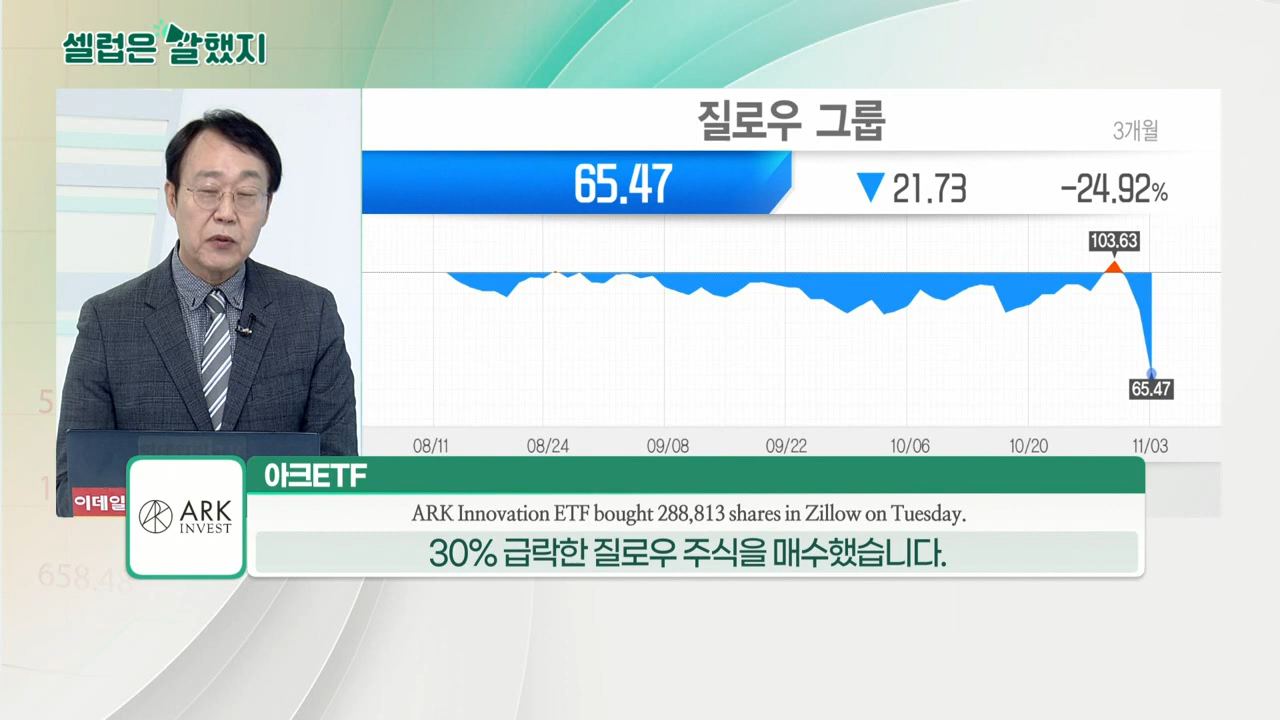 셀럽은 말했지
질로우 그룹
3개월
65.47
▼ 21.73
-24.92%
103.63
65.47
08/11
08/24
09/08
09/22
10/06
10/20
11/03
아크ETF
ARK
INVEST
이데일
ARK Innovation ETF bought 288,813 shares in Zillow on Tuesday.
30% 급락한 질로우 주식을 매수했습니다.
658.48